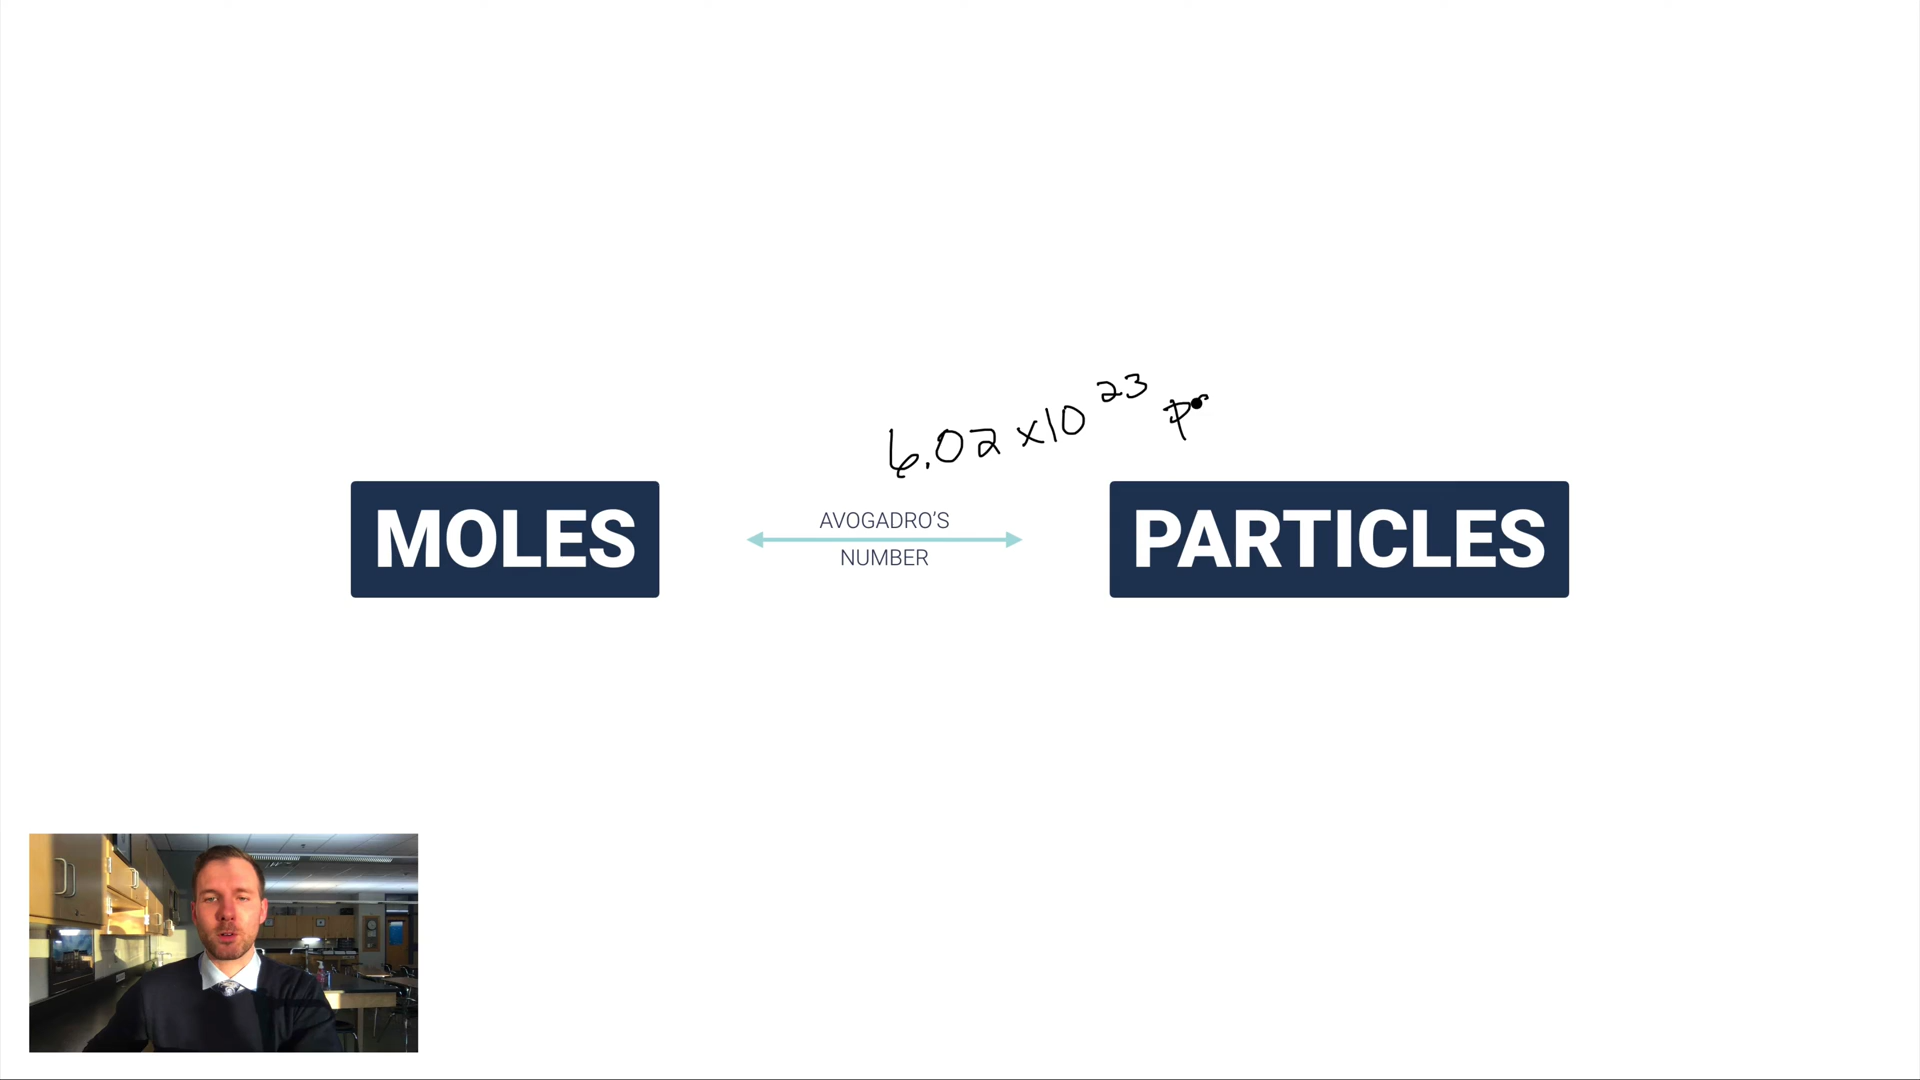 6.02 x10 23 p
MOLES
AVOGADRO'S
NUMBER
PARTICLES